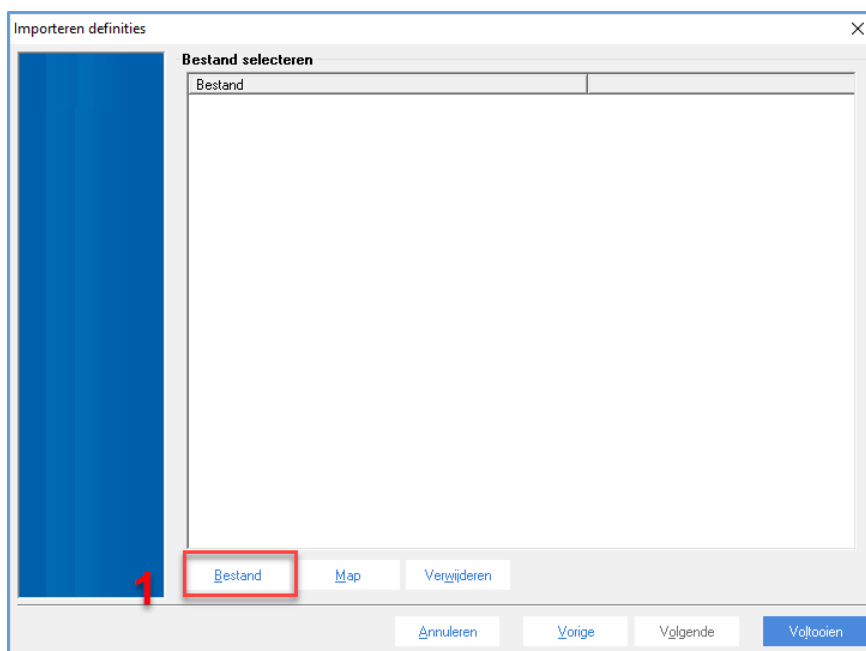 Importeren definities
Bestand selecteren
Bestand
1
Bestand Map Verwijderen
Annuleren Vorige Volgende Voltooien